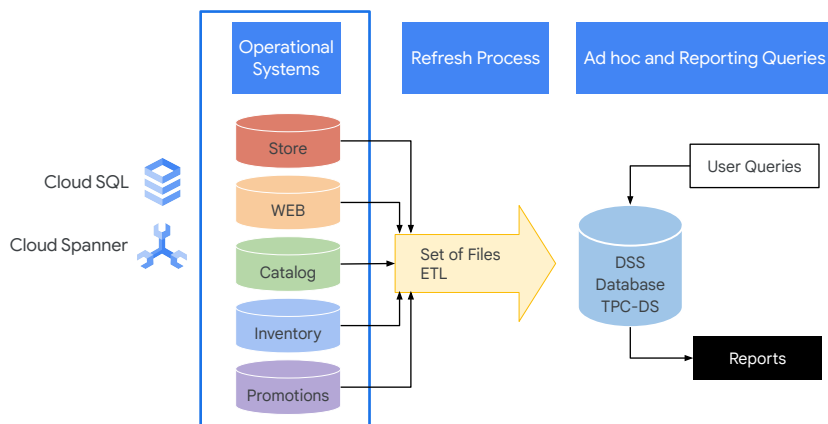 Operational
Systems
Refresh Process
Ad hoc and Reporting Queries
Store
Cloud SQL
WEB
Cloud Spanner
Catalog
Inventory
Promotions
Set of Files
ETL
User Queries
DSS
Database
TPC-DS
Reports